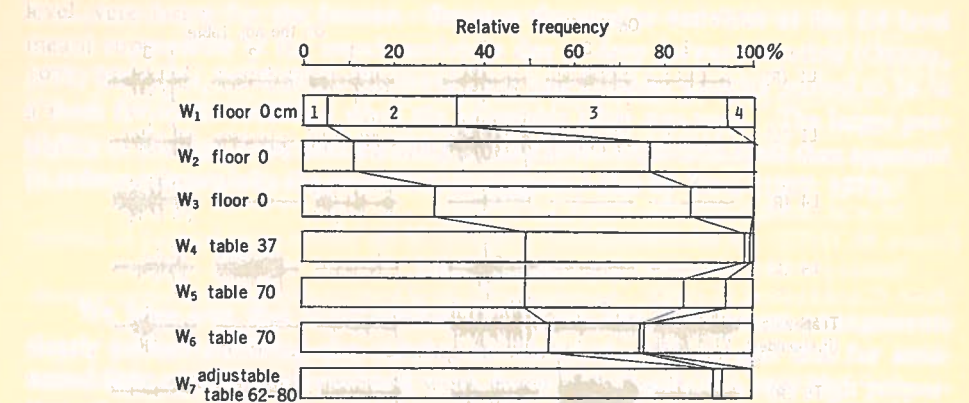 Relative frequency
0 20 40 60 80 100%
W₁ floor 0 cm 1 2 3 4
W₂ floor 0
W₃ floor 0
W₄ table 37
W₅ table 70
W₆ table 70
W₇ adjustable
table 62-80